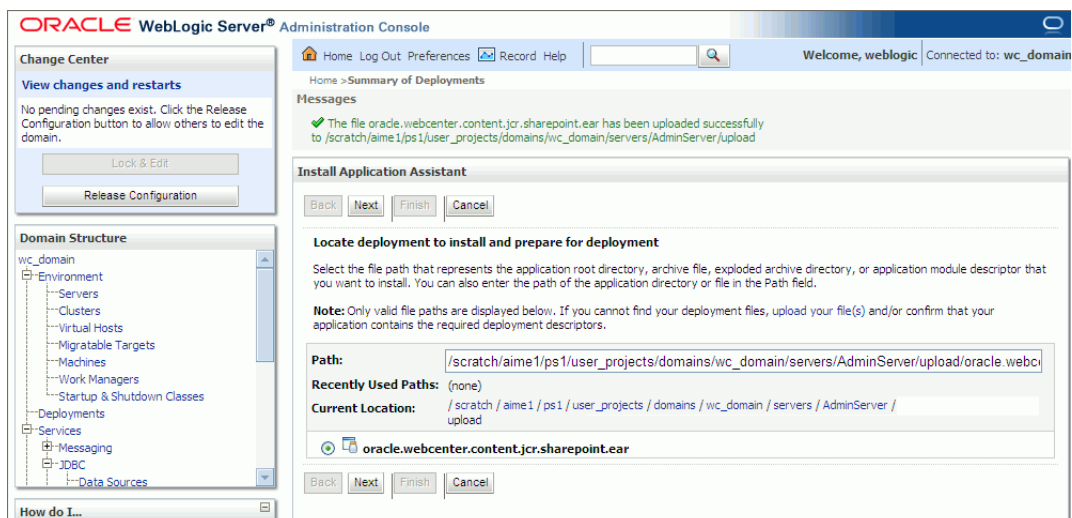 ORACLE WebLogic Server® Administration Console
Change Center
View changes and restarts
No pending changes exist. Click the Release
Configuration button to allow others to edit the
domain.
Lock & Edit
Release Configuration
Domain Structure
wc_domain
Environment
Servers
Clusters
Virtual Hosts
Migratable Targets
Machines
Work Managers
Startup & Shutdown Classes
Deployments
Services
Messaging
JDBC
Data Sources
How do I...
Home Log Out Preferences Record Help
Welcome, weblogic Connected to: wc_domain
Home >Summary of Deployments
Messages
The file oracle.webcenter.content.jcr.sharepoint.ear has been uploaded successfully
to /scratch/aime1/ps1/user_projects/domains/wc_domain/servers/AdminServer/upload
Install Application Assistant
Back Next Finish Cancel
Locate deployment to install and prepare for deployment
Select the file path that represents the application root directory, archive file, exploded archive directory, or application module descriptor that
you want to install. You can also enter the path of the application directory or file in the Path field.
Note: Only valid file paths are displayed below. If you cannot find your deployment files, upload your file(s) and/or confirm that your
application contains the required deployment descriptors.
Path: /scratch/aime1/ps1/user_projects/domains/wc_domain/servers/AdminServer/upload/oracle.webc
Recently Used Paths: (none)
Current Location: / scratch / aime1 / ps1 / user_projects / domains / wc_domain / servers / AdminServer /
upload
oracle.webcenter.content.jcr.sharepoint.ear
Back Next Finish Cancel